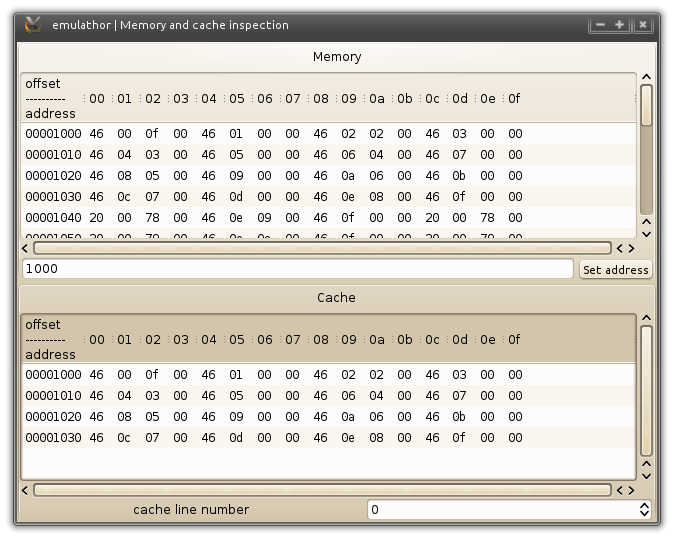 emulathor | Memory and cache inspection
Memory
offset
----------
address
00 01 02 03 04 05 06 07 08 09 0a 0b 0c 0d 0e 0f
00001000 46 00 0f 00 46 01 00 00 46 02 02 00 46 03 00 00
00001010 46 04 03 00 46 05 00 00 46 06 04 00 46 07 00 00
00001020 46 08 05 00 46 09 00 00 46 0a 06 00 46 0b 00 00
00001030 46 0c 07 00 46 0d 00 00 46 0e 08 00 46 0f 00 00
00001040 20 00 78 00 46 0e 09 00 46 0f 00 00 20 00 78 00
1000
Set address
Cache
offset
----------
address
00 01 02 03 04 05 06 07 08 09 0a 0b 0c 0d 0e 0f
00001000 46 00 0f 00 46 01 00 00 46 02 02 00 46 03 00 00
00001010 46 04 03 00 46 05 00 00 46 06 04 00 46 07 00 00
00001020 46 08 05 00 46 09 00 00 46 0a 06 00 46 0b 00 00
00001030 46 0c 07 00 46 0d 00 00 46 0e 08 00 46 0f 00 00
cache line number
0